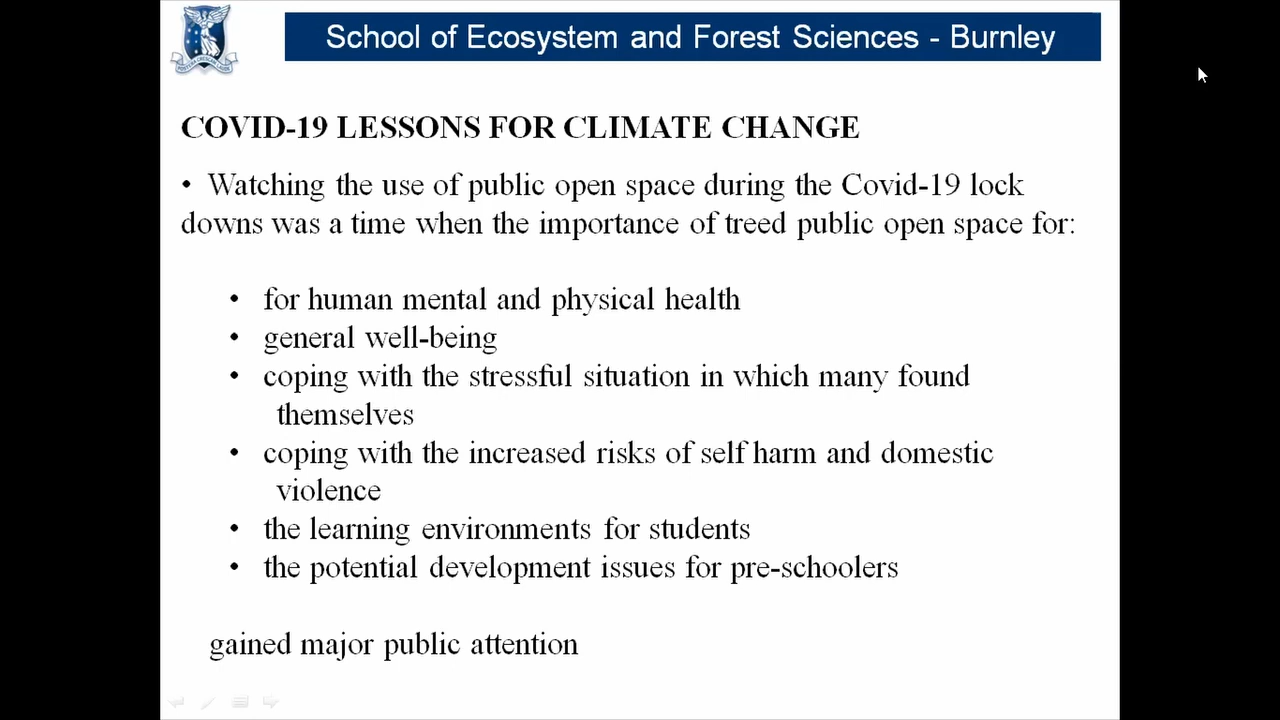 School of Ecosystem and Forest Sciences - Burnley
COVID-19 LESSONS FOR CLIMATE CHANGE
• Watching the use of public open space during the Covid-19 lock
downs was a time when the importance of treed public open space for:
• for human mental and physical health
• general well-being
• coping with the stressful situation in which many found
themselves
• coping with the increased risks of self harm and domestic
violence
• the learning environments for students
• the potential development issues for pre-schoolers
gained major public attention